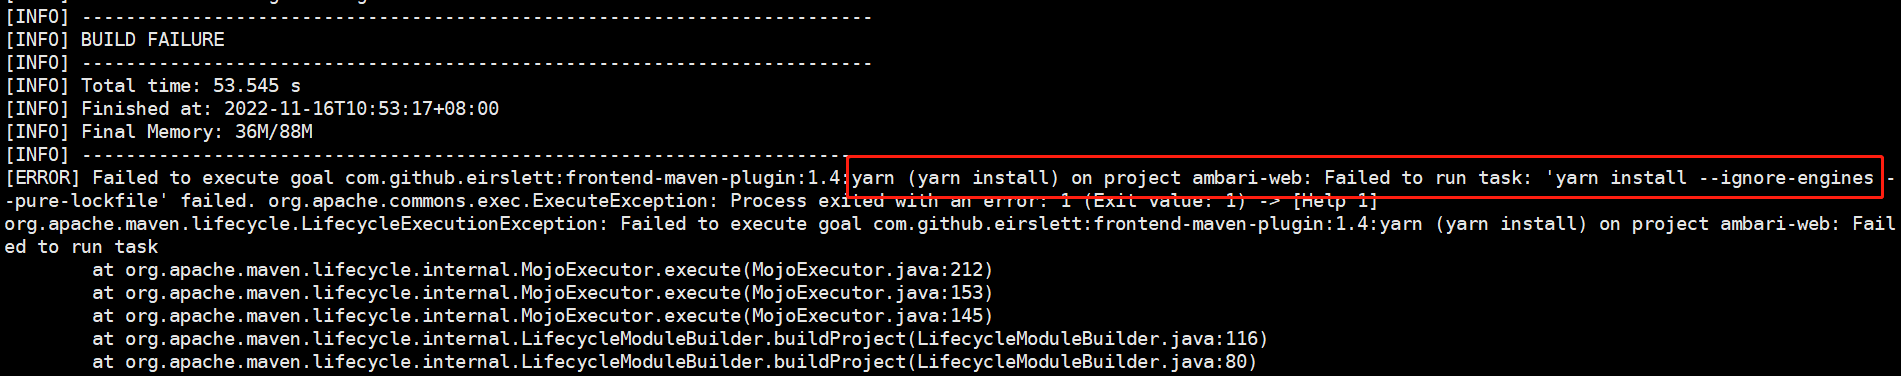 [INFO] ------------------------------------------------------------------------
[INFO] BUILD FAILURE
[INFO] ------------------------------------------------------------------------
[INFO] Total time: 53.545 s
[INFO] Finished at: 2022-11-16T10:53:17+08:00
[INFO] Final Memory: 36M/88M
[INFO] ------------------------------------------------------------------------
[ERROR] Failed to execute goal com.github.eirslett:frontend-maven-plugin:1.4:yarn (yarn install) on project ambari-web: Failed to run task: 'yarn install --ignore-engines -
-pure-lockfile' failed. org.apache.commons.exec.ExecuteException: Process exited with an error: 1 (Exit value: 1) -> [Help 1]
org.apache.maven.lifecycle.LifecycleExecutionException: Failed to execute goal com.github.eirslett:frontend-maven-plugin:1.4:yarn (yarn install) on project ambari-web: Fail
ed to run task
at org.apache.maven.lifecycle.internal.MojoExecutor.execute(MojoExecutor.java:212)
at org.apache.maven.lifecycle.internal.MojoExecutor.execute(MojoExecutor.java:153)
at org.apache.maven.lifecycle.internal.MojoExecutor.execute(MojoExecutor.java:145)
at org.apache.maven.lifecycle.internal.LifecycleModuleBuilder.buildProject(LifecycleModuleBuilder.java:116)
at org.apache.maven.lifecycle.internal.LifecycleModuleBuilder.buildProject(LifecycleModuleBuilder.java:80)